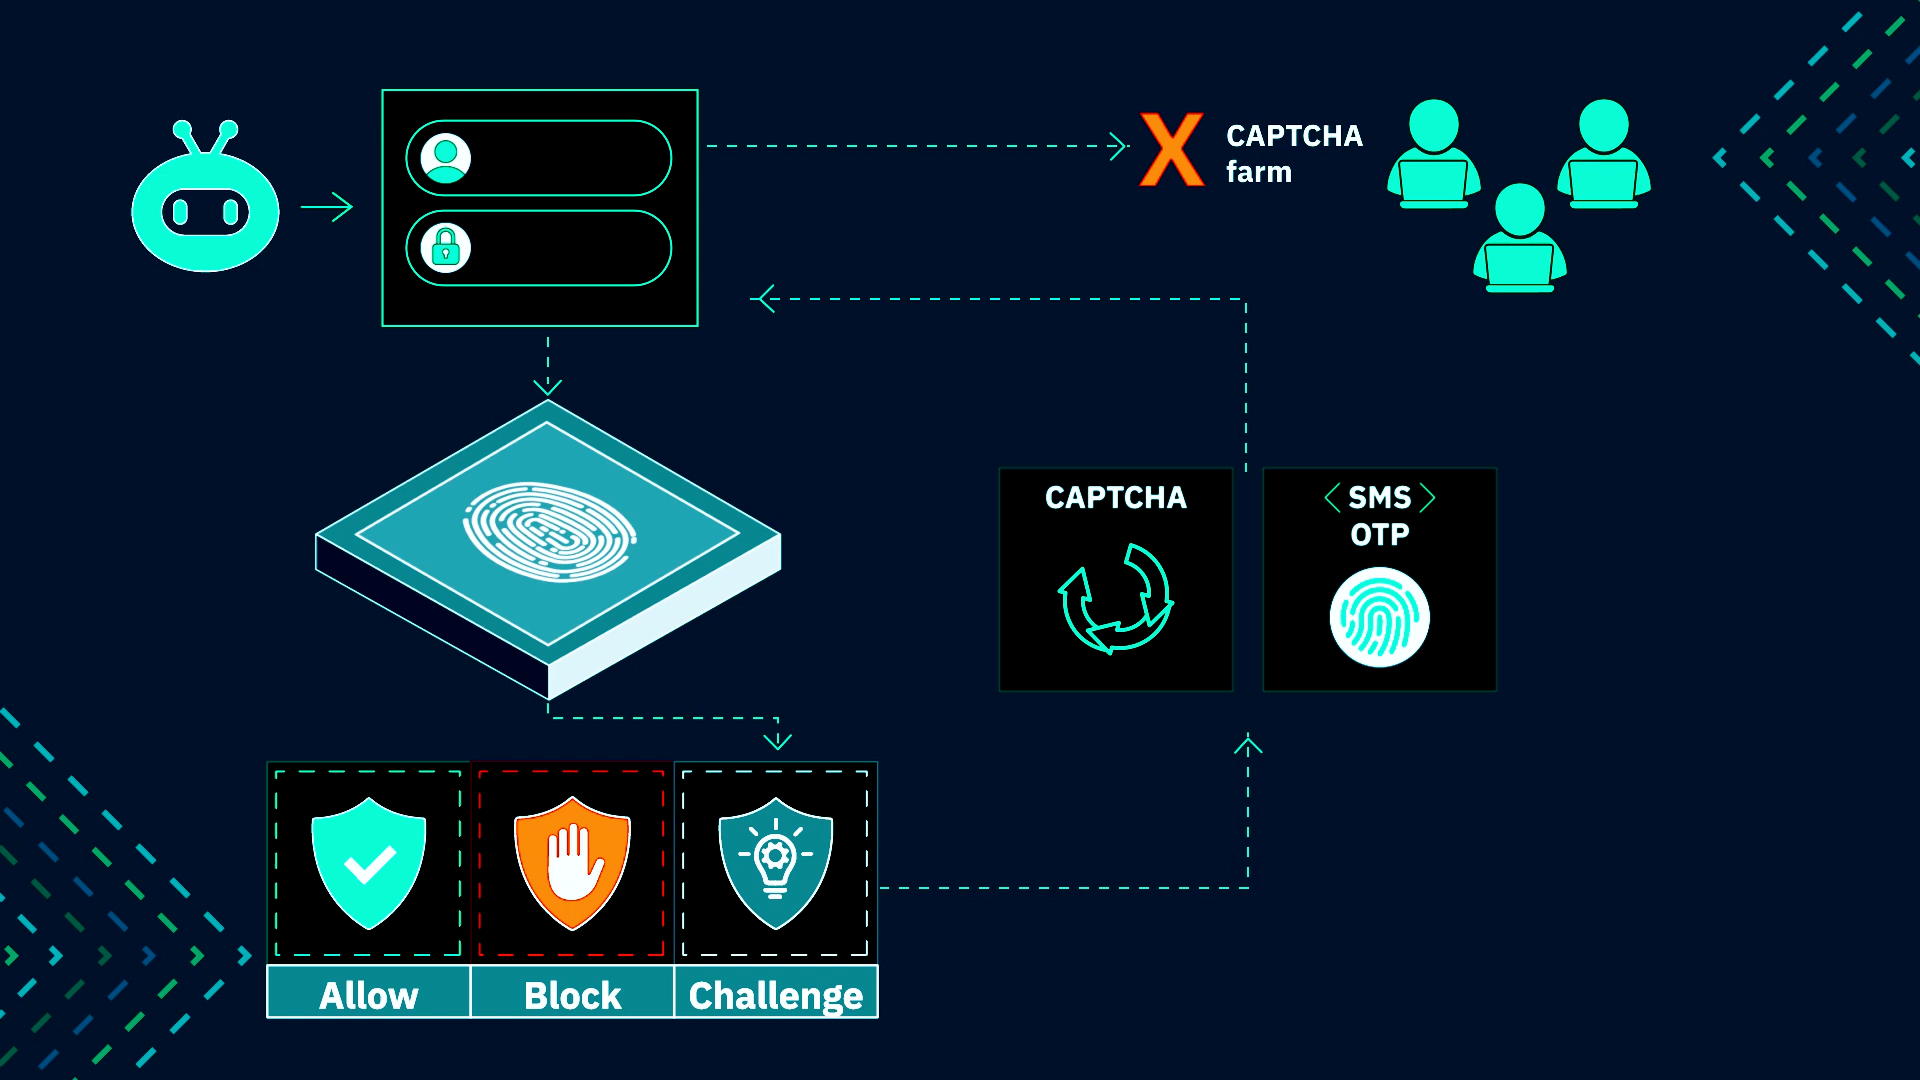 X
CAPTCHA
farm
CAPTCHA
SMS
OTP
Allow
Block
Challenge